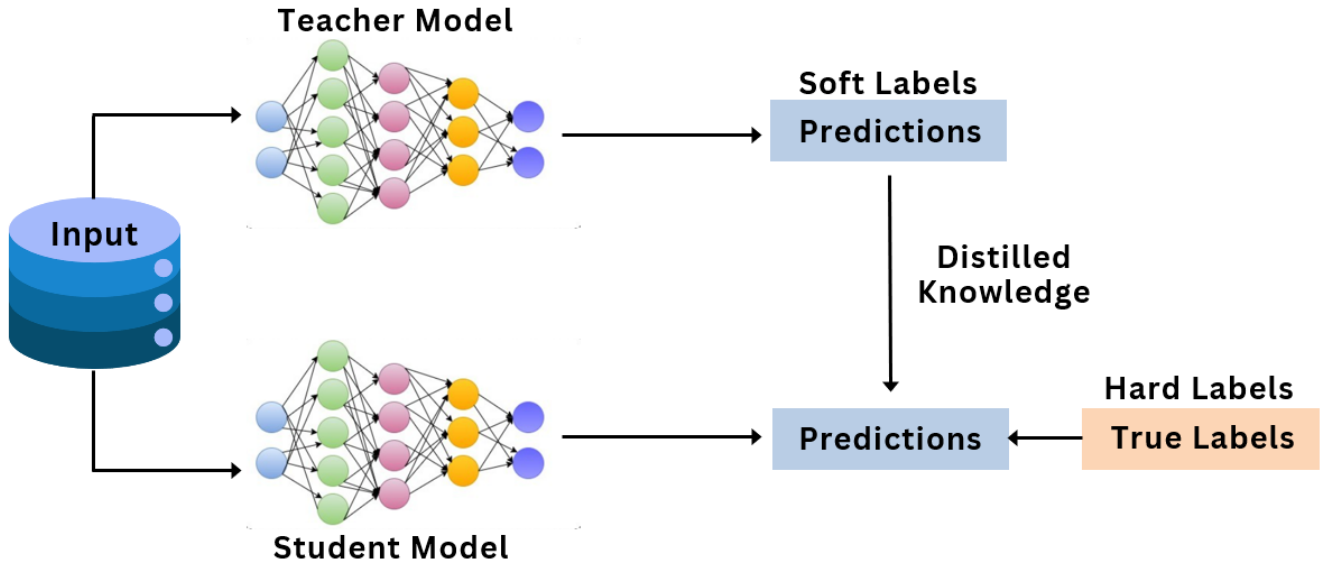 Teacher Model
Soft Labels
Predictions
Input
Distilled
Knowledge
Hard Labels
Predictions
True Labels
Student Model